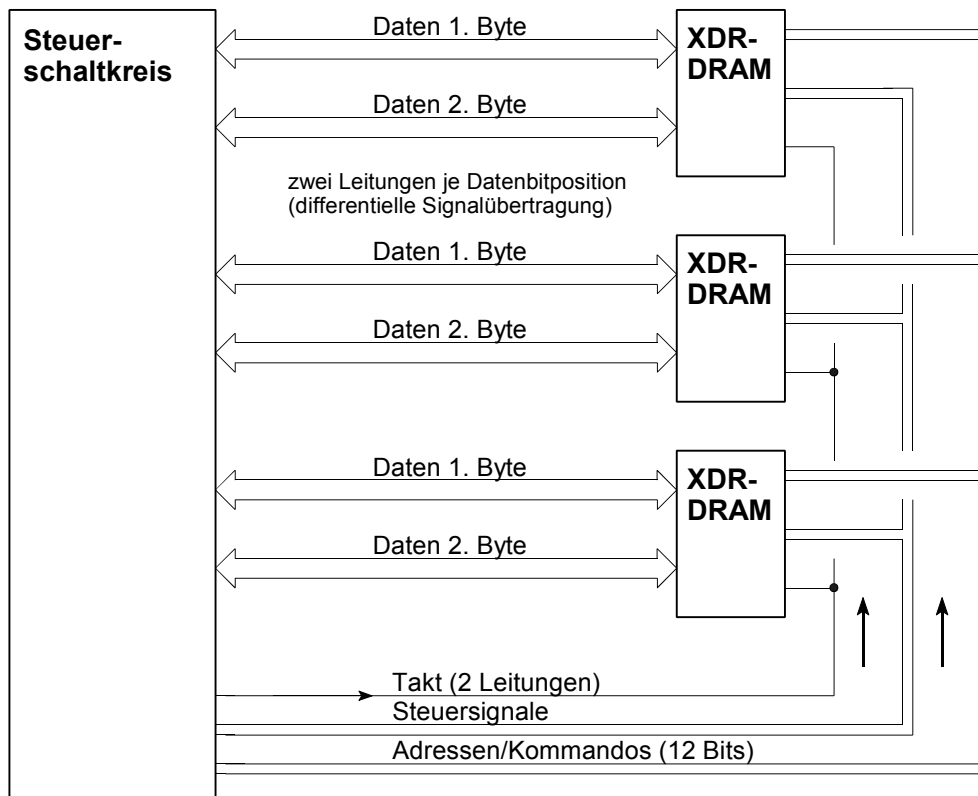 Steuer-
schaltkreis
Daten 1. Byte
XDR-
DRAM
Daten 2. Byte
zwei Leitungen je Datenbitposition
(differentielle Signalübertragung)
Daten 1. Byte
XDR-
DRAM
Daten 2. Byte
Daten 1. Byte
XDR-
DRAM
Daten 2. Byte
Takt (2 Leitungen)
Steuersignale
Adressen/Kommandos (12 Bits)